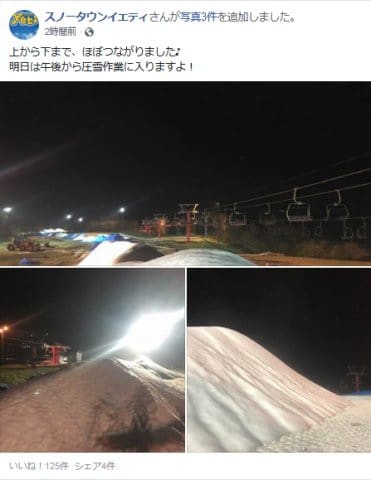 スノータウンイエティさんが写真3件を追加しました。
2時間前・
上から下まで、ほぼつながりました♪
明日は午後から圧雪作業に入りますよ！
いいね！125件 シェア4件